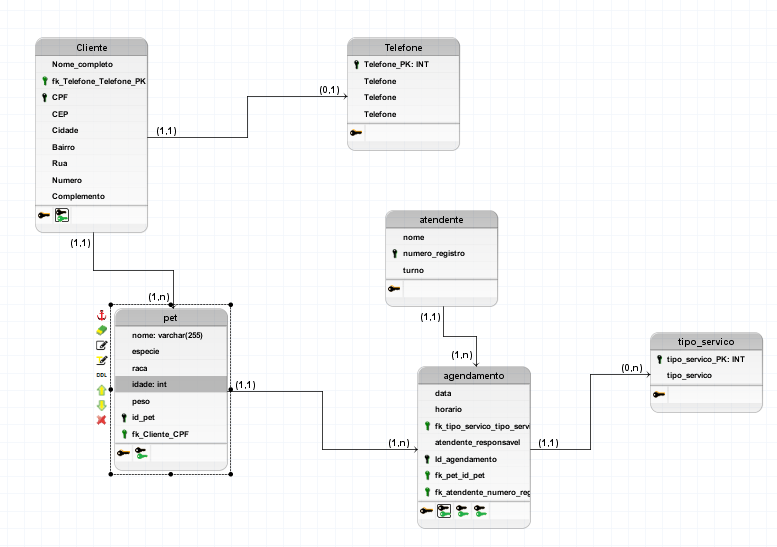 Cliente
Nome_completo
fk_Telefone_Telefone_PK
CPF
CEP
Cidade
Bairro
Rua
Numero
Complemento
(1,1)
(0,1)
Telefone
Telefone_PK: INT
Telefone
Telefone
Telefone
(1,1)
(1,n)
pet
nome: varchar(255)
especie
raca
idade: int
peso
id_pet
fk_Cliente_CPF
DDL
(1,1)
(1,n)
atendente
nome
numero_registro
turno
(1,1)
(1,n)
agendamento
data
horario
fk_tipo_servico_tipo_serv
atendente_responsavel
Id_agendamento
fk_pet_id_pet
fk_atendente_numero_reg
(1,1)
(0,n)
tipo_servico
tipo_servico_PK: INT
tipo_servico